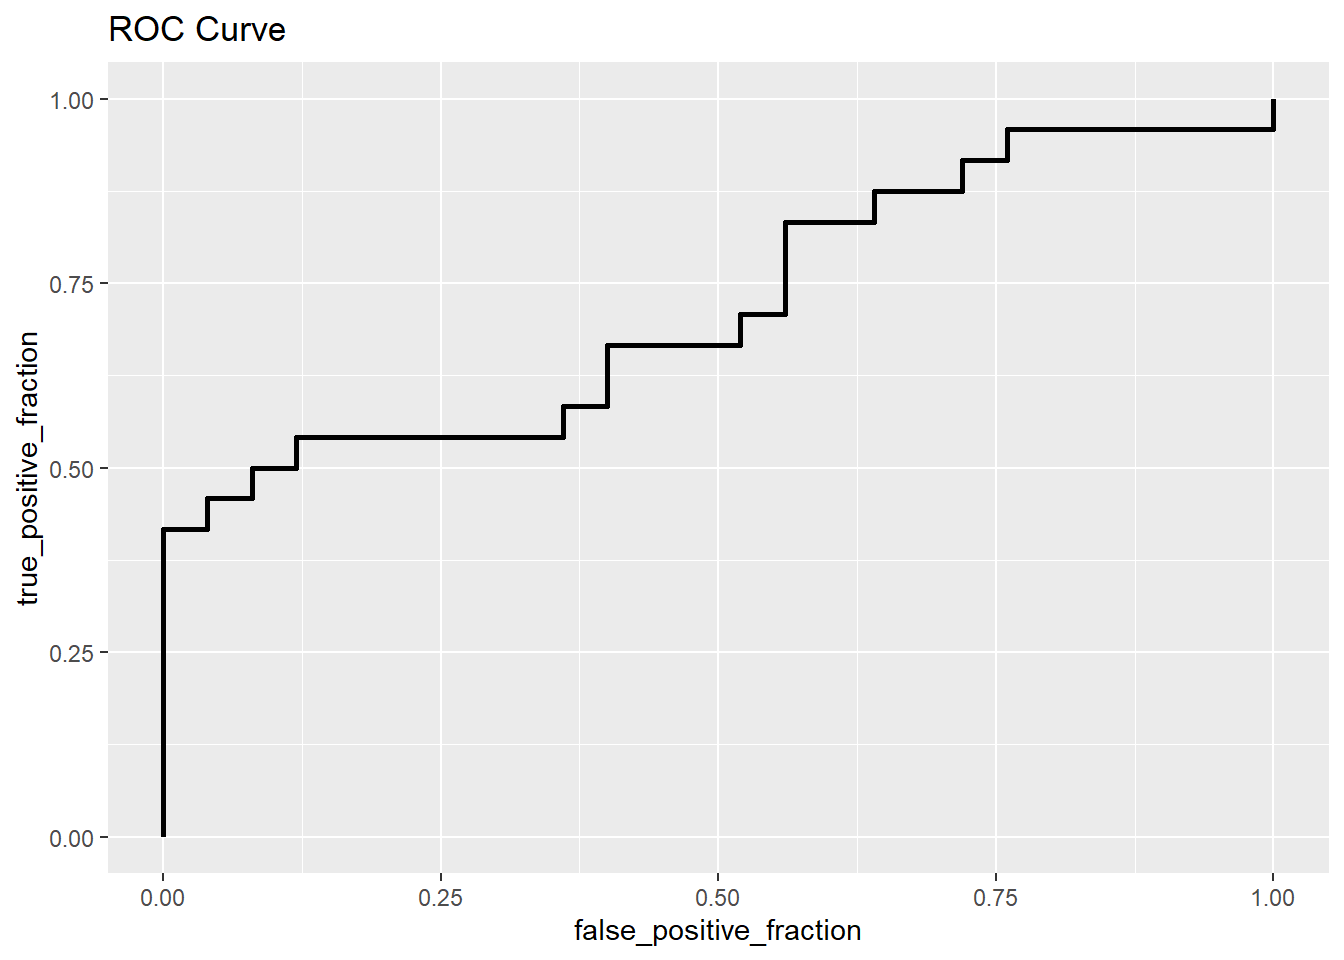 ROC Curve
1.00
0.75
0.50
0.25
0.00
true_positive_fraction
0.00 0.25 0.50 0.75 1.00
false_positive_fraction